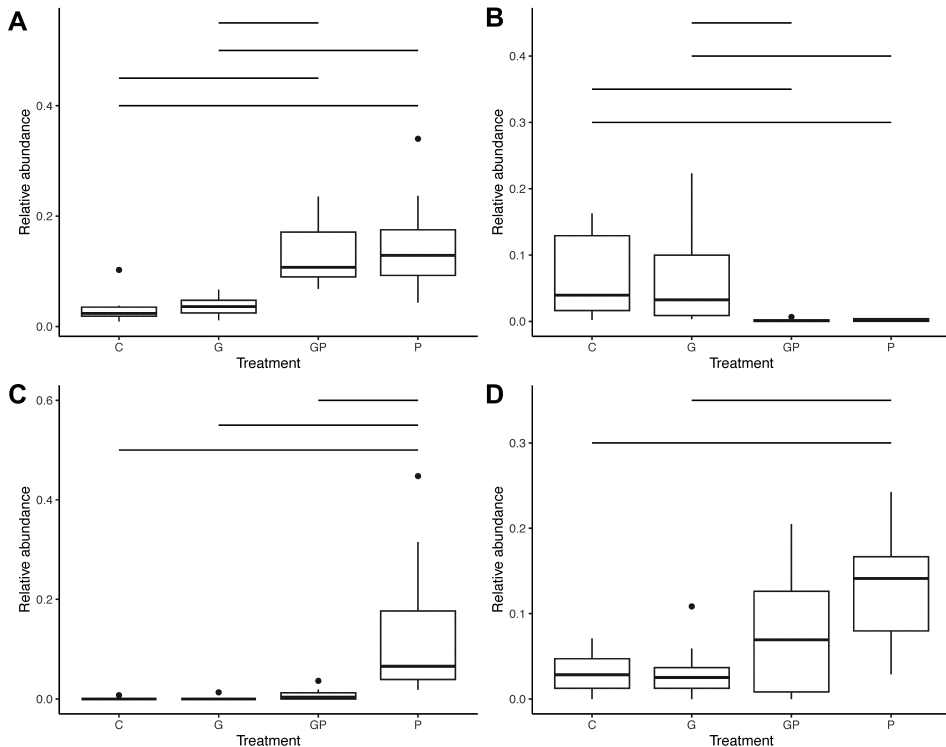 A
Relative abundance
0.4
0.2
0.0
C G GP P
Treatment
B
Relative abundance
0.4
0.3
0.2
0.1
0.0
C G GP P
Treatment
C
Relative abundance
0.6
0.4
0.2
0.0
C G GP P
Treatment
D
Relative abundance
0.3
0.2
0.1
0.0
C G GP P
Treatment